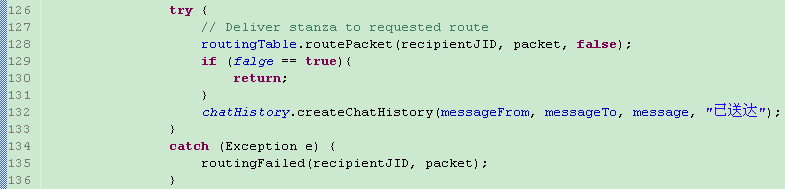 126 try {
127 // Deliver stanza to requested route
128 routingTable.routePacket(recipientJID, packet, false);
129 if (falge == true){
130 return;
131 }
132 chatHistory.createChatHistory(messageFrom, messageTo, message, "已送达");
133 }
134 catch (Exception e) {
135 routingFailed(recipientJID, packet);
136 }